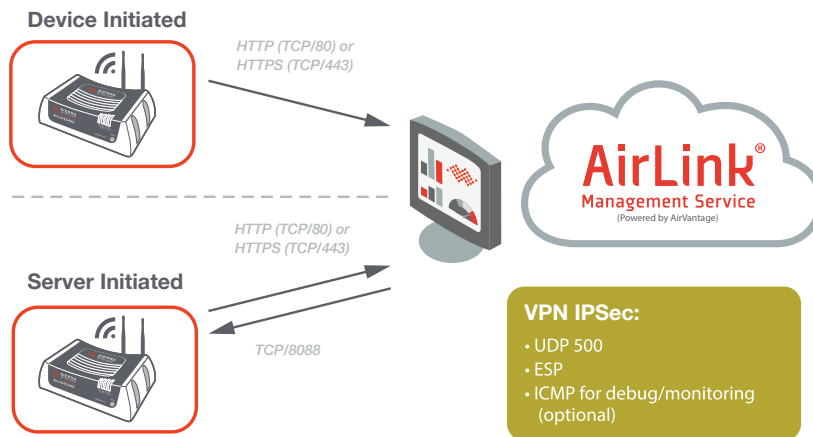 Device Initiated
HTTP (TCP/80) or
HTTPS (TCP/443)
AirLink®
Management Service
(Powered by AirVantage)
HTTP (TCP/80) or
HTTPS (TCP/443)
Server Initiated
TCP/8088
VPN IPSec:
• UDP 500
• ESP
• ICMP for debug/monitoring
(optional)